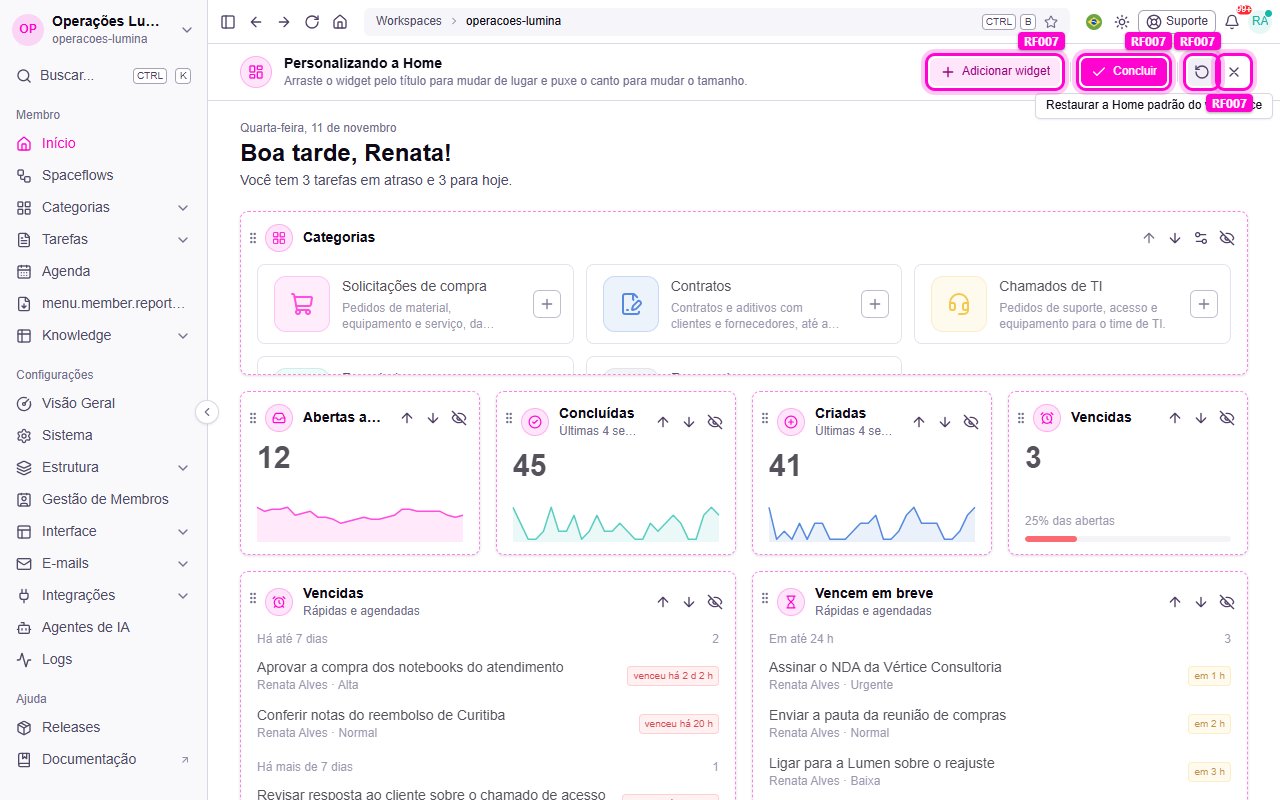 OP
Operações Lu...
operacoes-lumina
Buscar...
CTRL
K
Membro
Início
Spaceflows
Categorias
Tarefas
Agenda
menu.member.report...
Knowledge
Configurações
Visão Geral
Sistema
Estrutura
Gestão de Membros
Interface
E-mails
Integrações
Agentes de IA
Logs
Ajuda
Releases
Documentação
Workspaces
operacoes-lumina
CTRL
B
Suporte
99+
RA
Personalizando a Home
Arraste o widget pelo título para mudar de lugar e puxe o canto para mudar o tamanho.
RF007
RF007
RF007
Adicionar widget
Concluir
Restaurar a Home padrão do
RF007
ce
Quarta-feira, 11 de novembro
Boa tarde, Renata!
Você tem 3 tarefas em atraso e 3 para hoje.
Categorias
Solicitações de compra
Pedidos de material,
equipamento e serviço, da...
Contratos
Contratos e aditivos com
clientes e fornecedores, até a...
Chamados de TI
Pedidos de suporte, acesso e
equipamento para o time de TI.
Abertas a...
12
Concluídas
Últimas 4 se...
45
Criadas
Últimas 4 se...
41
Vencidas
3
25% das abertas
Vencidas
Rápidas e agendadas
Há até 7 dias
2
Aprovar a compra dos notebooks do atendimento
Renata Alves · Alta
venceu há 2 d 2 h
Conferir notas do reembolso de Curitiba
Renata Alves · Normal
venceu há 20 h
Há mais de 7 dias
1
Revisar resposta ao cliente sobre o chamado de acesso
Vencem em breve
Rápidas e agendadas
Em até 24 h
3
Assinar o NDA da Vértice Consultoria
Renata Alves · Urgente
em 1 h
Enviar a pauta da reunião de compras
Renata Alves · Normal
em 2 h
Ligar para a Lumen sobre o reajuste
Renata Alves · Baixa
em 3 h